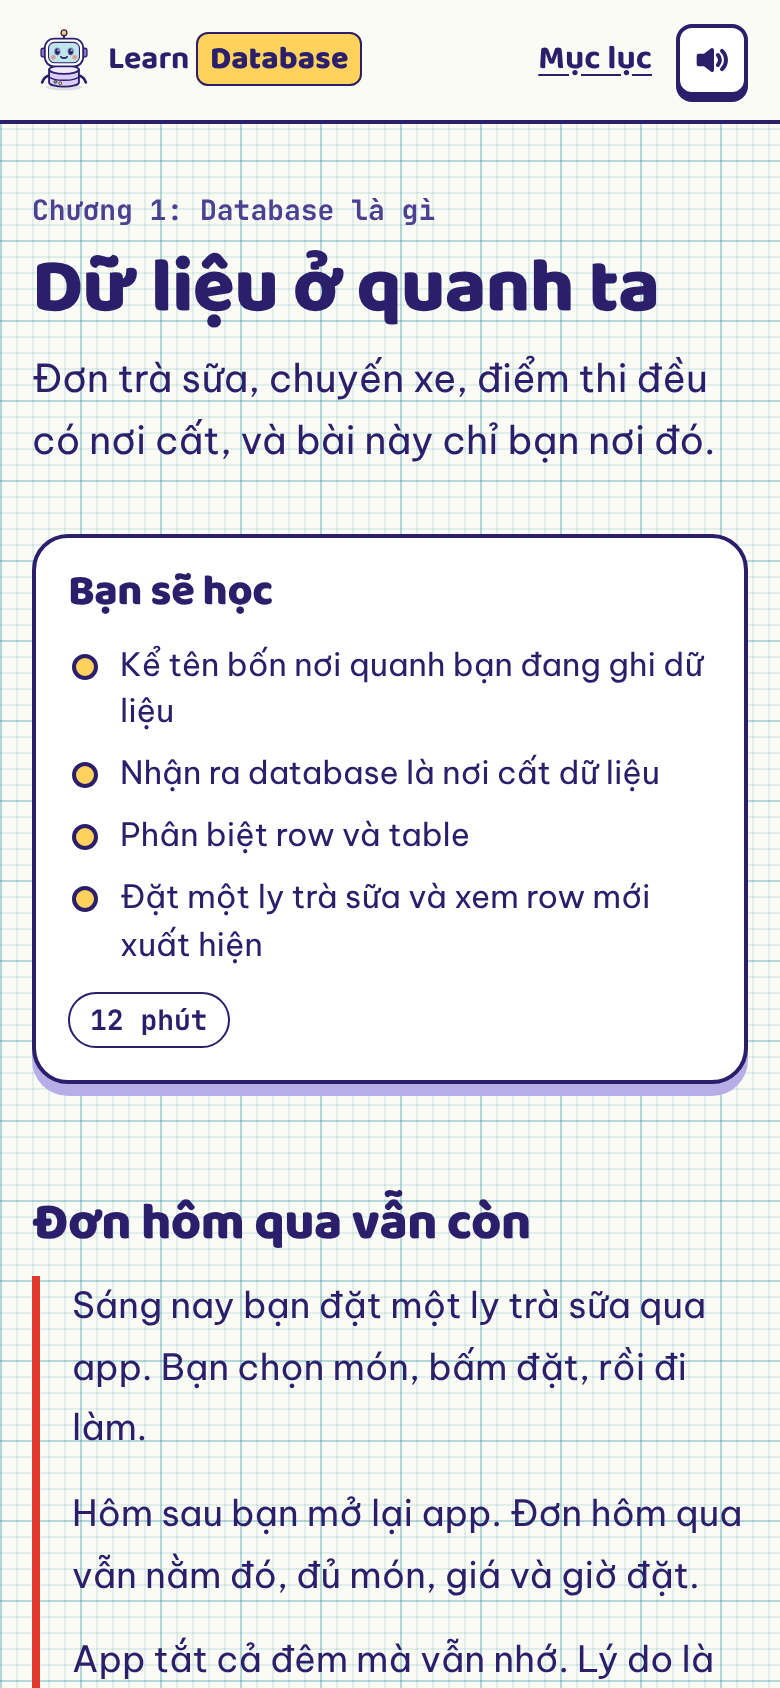 Learn Database
Mục lục
Chương 1: Database là gì
Dữ liệu ở quanh ta
Đơn trà sữa, chuyến xe, điểm thi đều
có nơi cất, và bài này chỉ bạn nơi đó.
Bạn sẽ học
Kể tên bốn nơi quanh bạn đang ghi dữ
liệu
Nhận ra database là nơi cất dữ liệu
Phân biệt row và table
Đặt một ly trà sữa và xem row mới
xuất hiện
12 phút
Đơn hôm qua vẫn còn
Sáng nay bạn đặt một ly trà sữa qua
app. Bạn chọn món, bấm đặt, rồi đi
làm.
Hôm sau bạn mở lại app. Đơn hôm qua
vẫn nằm đó, đủ món, giá và giờ đặt.
App tắt cả đêm mà vẫn nhớ. Lý do là